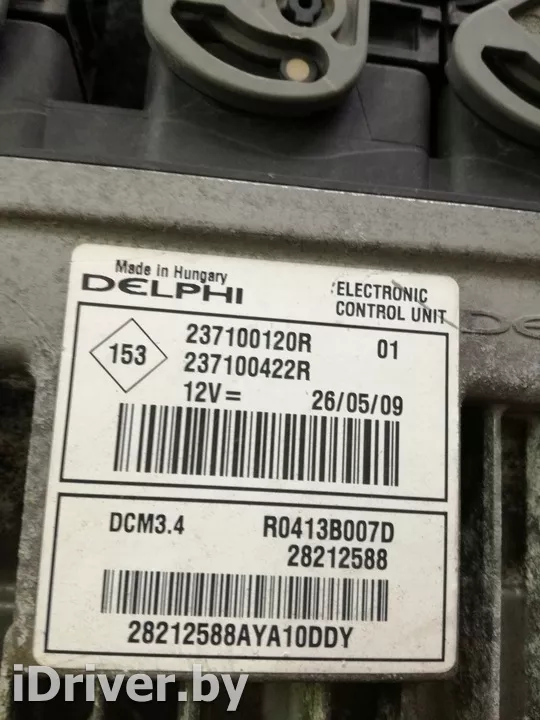 Made in Hungary
DELPHI
ELECTRONIC
CONTROL UNIT
153
237100120R 01
237100422R
12V= 26/05/09
DCM3.4 R0413B007D
28212588
28212588AYA10DDY
iDriver.by